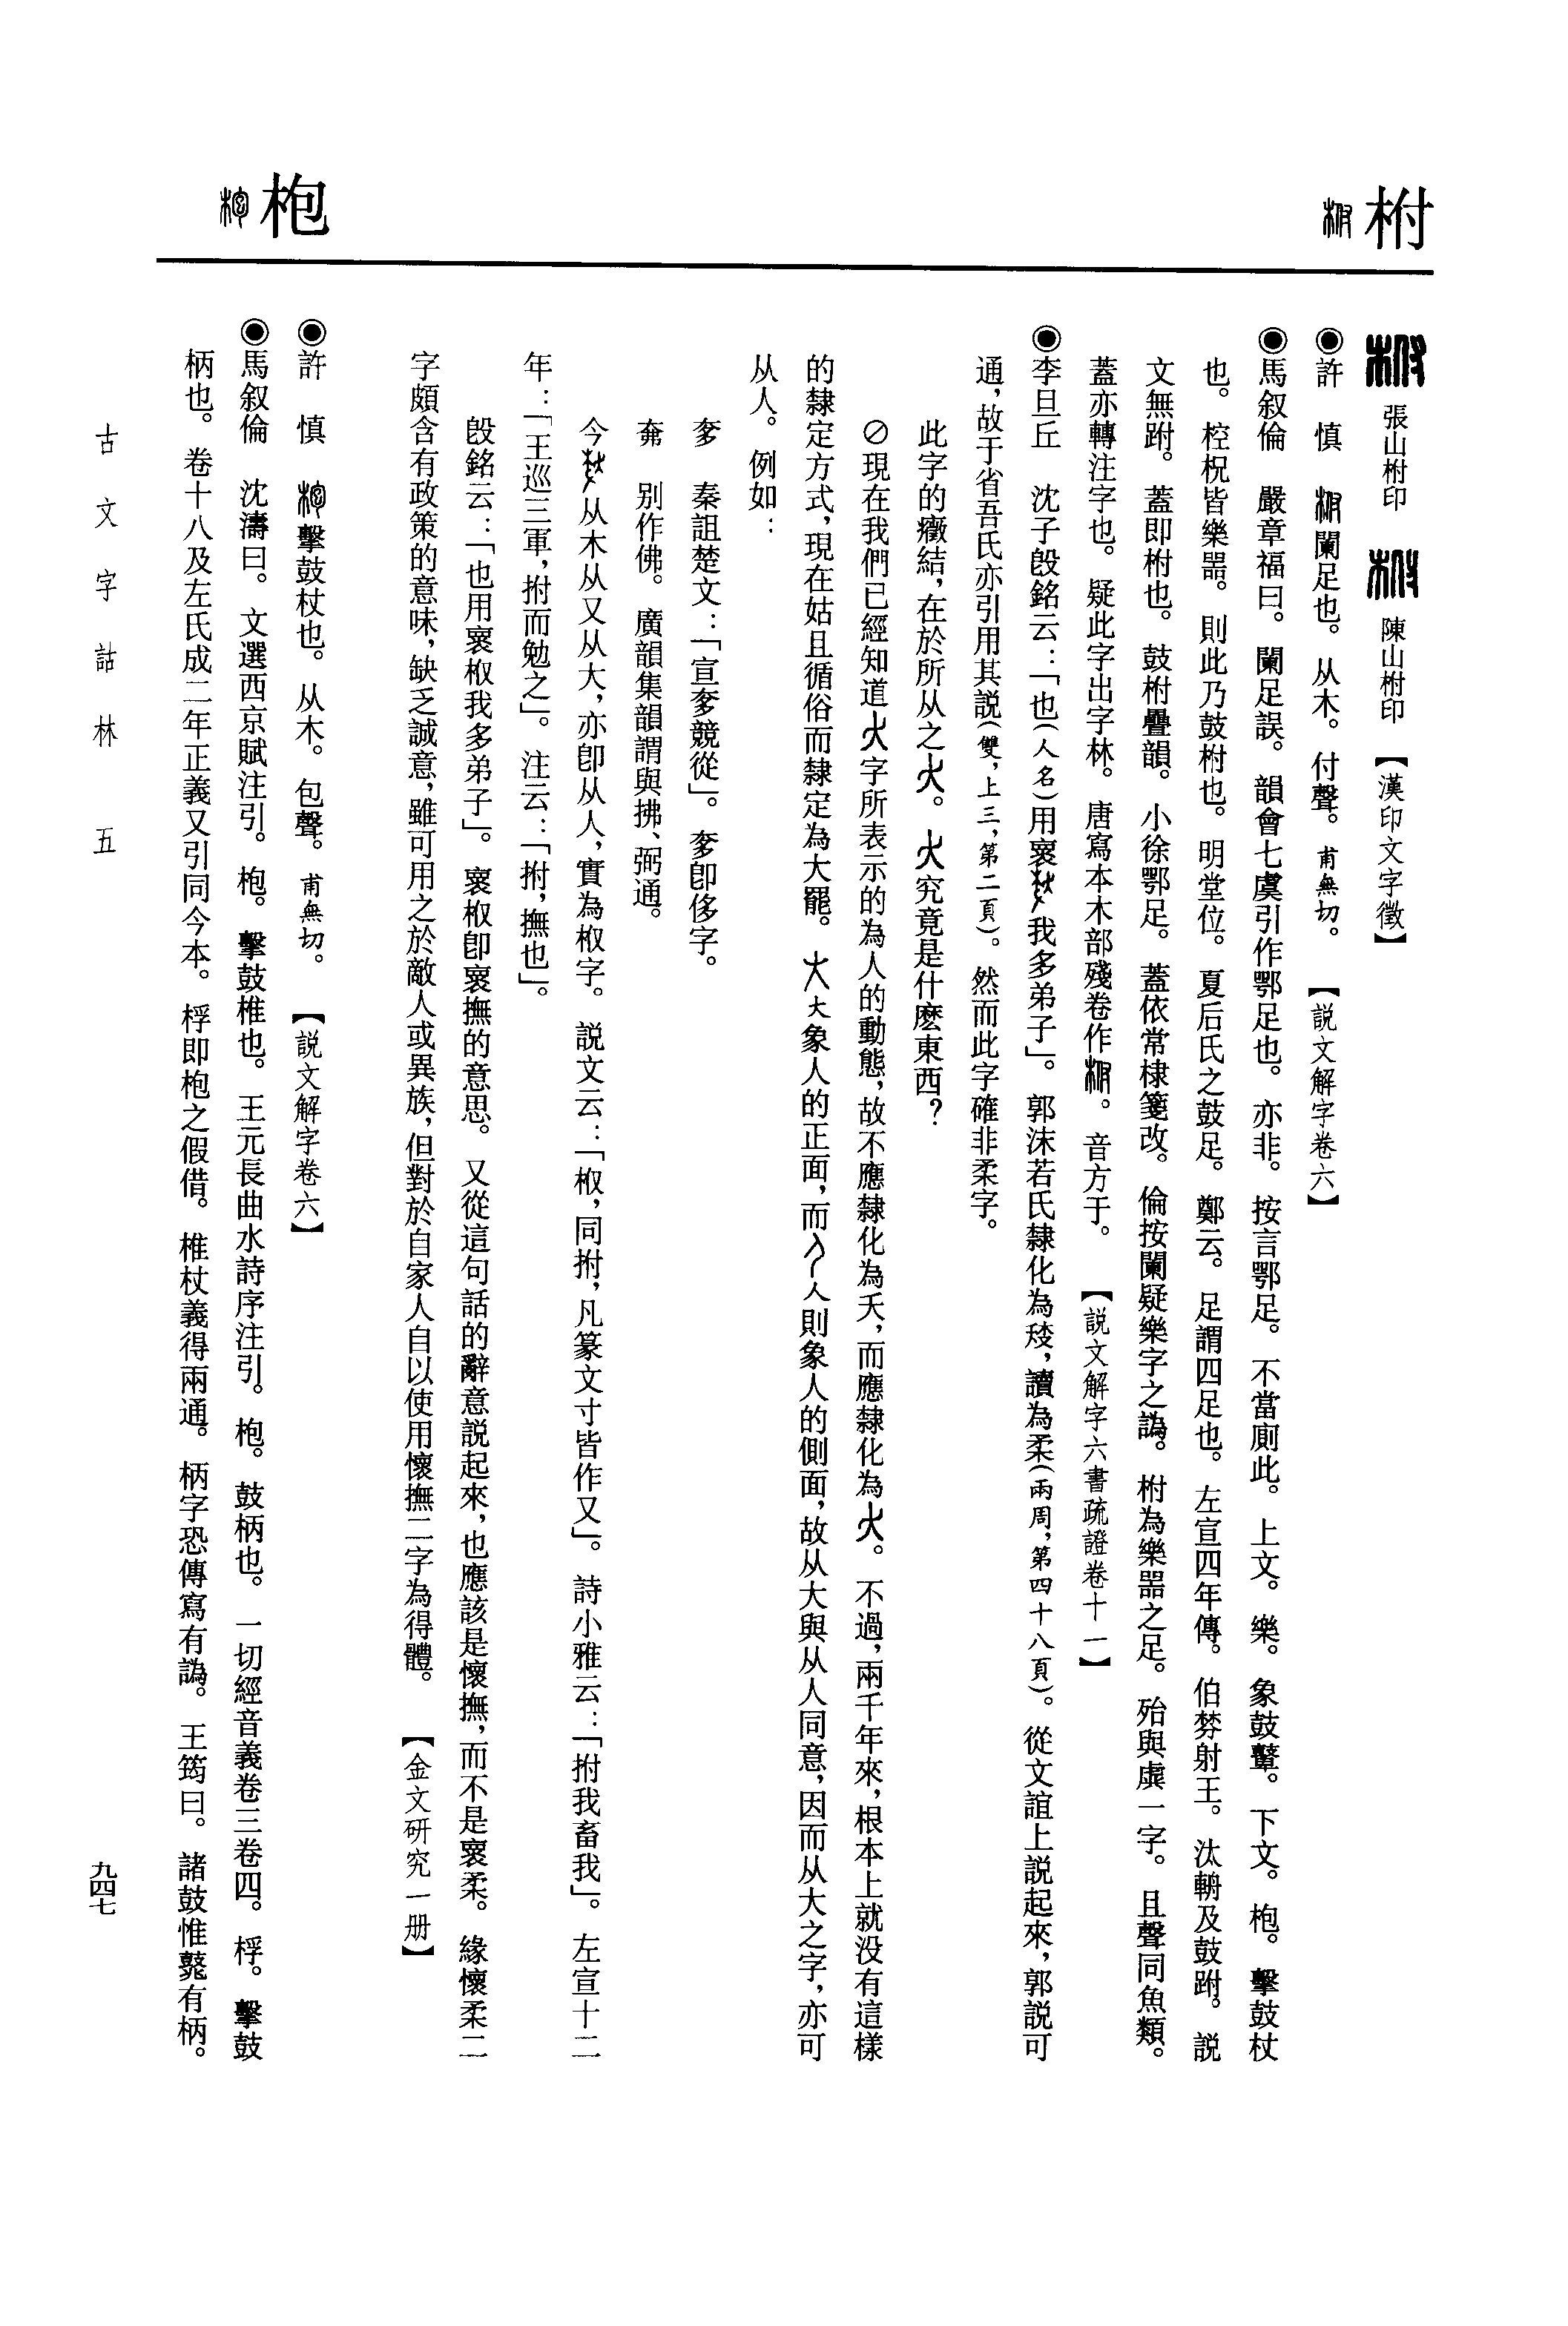 柎
枹
張山柎印　陳山柎印　【漢印文字徵】
◉許　慎　闌足也。从木。付聲。甫無切。　【説文解字卷六】
◉馬叙倫　嚴章福曰。闌足誤。韻會七虞引作鄂足也。亦非。按言鄂足。不當廁此。上文。樂。象鼓鞞。下文。枹。擊鼓杖
也。椌柷皆樂噐。則此乃鼓柎也。明堂位。夏后氏之鼓足。鄭云。足謂四足也。左宣四年傳。伯棼射王。汰輈及鼓跗。説
文無跗。蓋即柎也。鼓柎疊韻。小徐鄂足。蓋依常棣箋改。倫按闌疑樂字之譌。柎為樂噐之足。殆與虡一字。且聲同魚類。
蓋亦轉注字也。疑此字出字林。唐寫本木部殘卷作。音方于。　【説文解字六書疏證卷十一】
◉李旦丘　沈子𣪘銘云：「也（人名）用褱我多弟子」。郭沫若氏隸化為，讀為柔（兩周，第四十八頁）。從文誼上説起來，郭説可
通，故于省吾氏亦引用其説（雙，上三，第二頁）。然而此字確非柔字。
此字的癥結，在於所从之。究竟是什麽東西？
⊘現在我們已經知道字所表示的為人的動態，故不應隸化為夭，而應隸化為。不過，兩千年來，根本上就没有這樣
的隸定方式，現在姑且循俗而隸定為大罷。大象人的正面，而人則象人的側面，故从大與从人同意，因而从大之字，亦可
从人。例如：
奓　秦詛楚文：「宣奓競從」。奓卽侈字。
𡘹　别作佛。廣韻集韻謂與拂、弼通。
今从木从又从大，亦卽从人，實為柎字。説文云：「柎，同拊，凡篆文寸皆作又」。詩小雅云：「拊我畜我」。左宣十二
年：「王巡三軍，拊而勉之」。注云：「拊，撫也」。
𣪘銘云：「也用褱柎我多弟子」。褱柎卽褱撫的意思。又從這句話的辭意説起來，也應該是懷撫，而不是褱柔。緣懷柔二
字頗含有政策的意味，缺乏誠意，雖可用之於敵人或異族，但對於自家人自以使用懷撫二字為得體。　【金文研究一册】
◉許　慎　擊鼓杖也。从木。包聲。甫無切。　【説文解字卷六】
◉馬叙倫　沈濤曰。文選西京賦注引。枹。擊鼓椎也。王元長曲水詩序注引。枹。鼓柄也。一切經音義卷三卷四。桴。擊鼓
柄也。卷十八及左氏成二年正義又引同今本。桴即枹之假借。椎杖義得兩通。柄字恐傳寫有譌。王筠曰。諸鼓惟鼗有柄。
古文字詁林　五
九四七